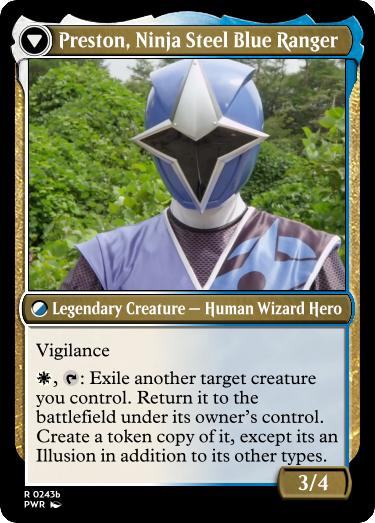 Preston, Ninja Steel Blue Ranger
Legendary Creature — Human Wizard Hero
Vigilance
, : Exile another target creature
you control. Return it to the
battlefield under its owner's control.
Create a token copy of it, except its an
Illusion in addition to its other types.
3/4
R 0243b
PWR